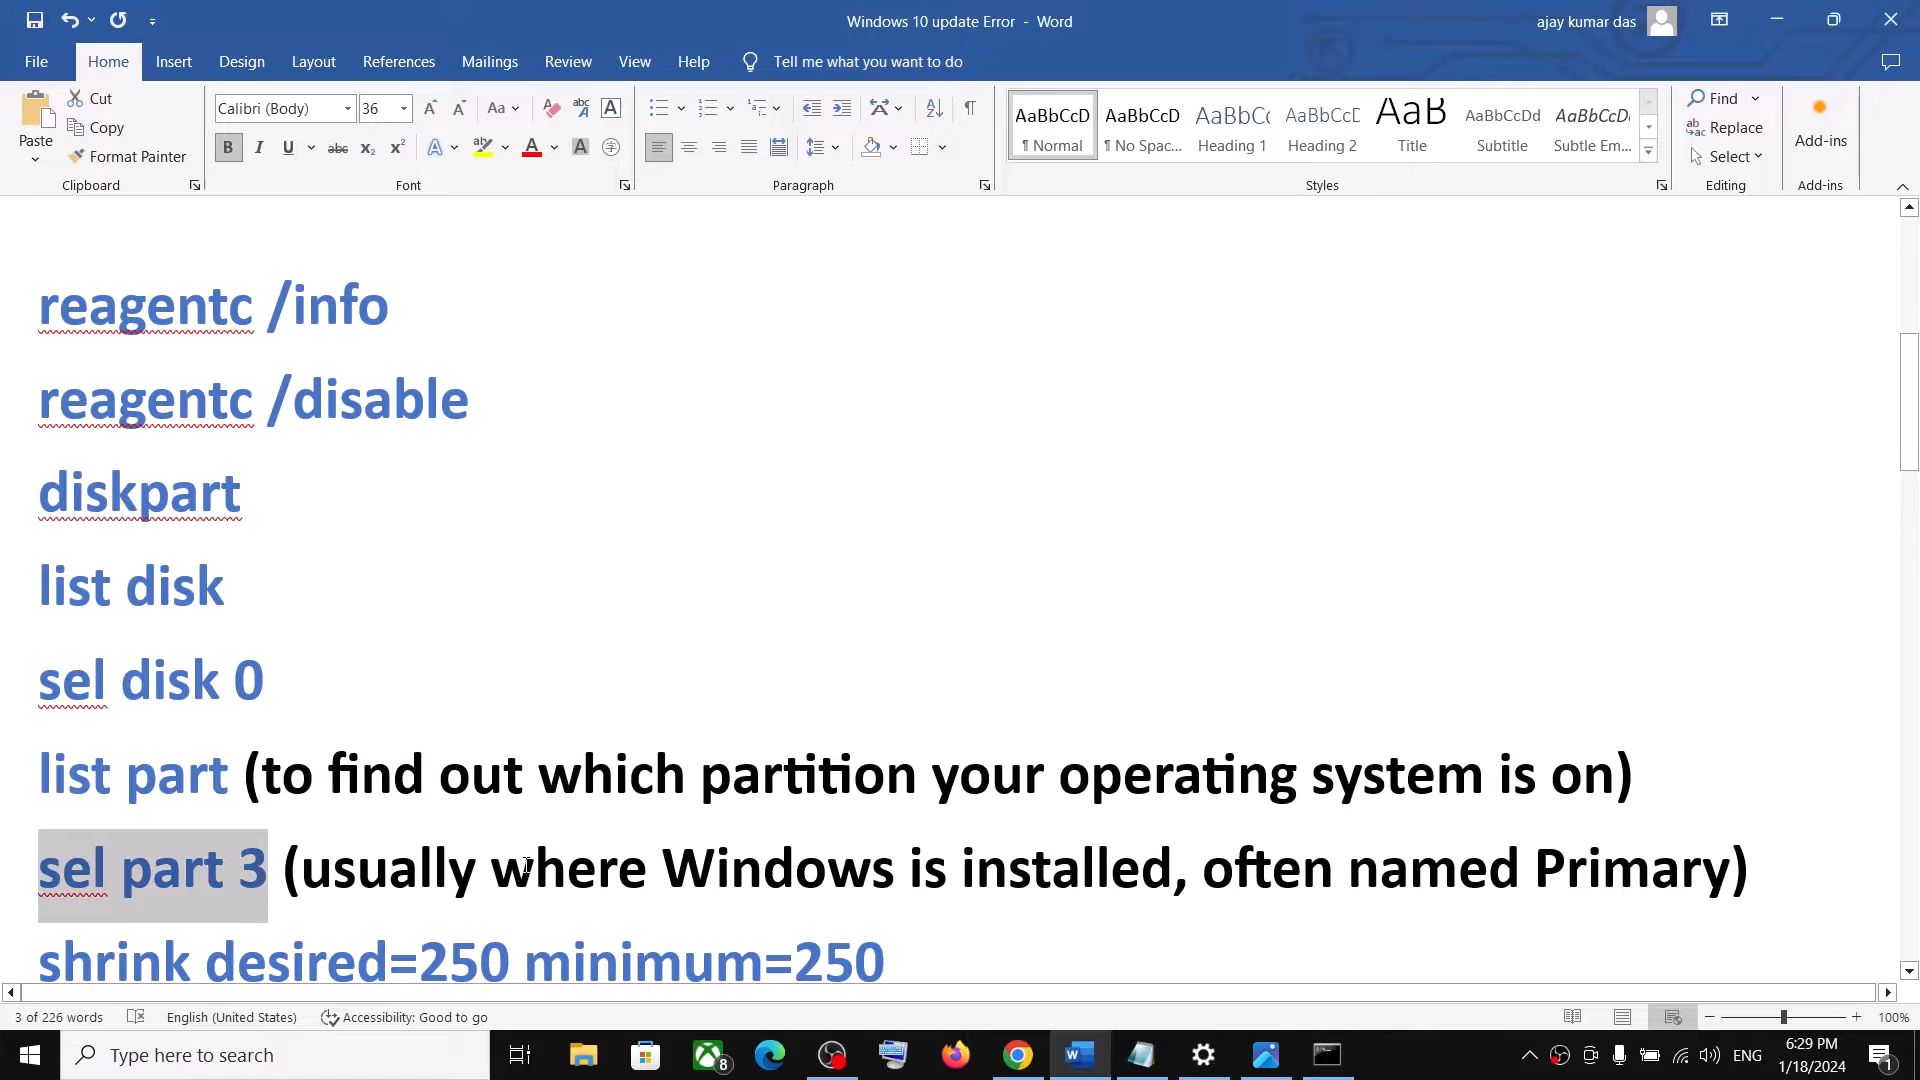 Windows 10 update Error - Word
ajay kumar das
File Home Insert Design Layout References Mailings Review View Help Tell me what you want to do
Paste
Cut
Copy
Format Painter
Clipboard
Calibri (Body) 36
Font
Paragraph
AaBbCcD AaBbCcD AaBbCc AaBbCcD AaB AaBbCcDd AaBbCcD
¶ Normal ¶ No Spac... Heading 1 Heading 2 Title Subtitle Subtle Em...
Styles
Find
Replace
Select
Editing
Add-ins
Add-ins
reagentc /info
reagentc /disable
diskpart
list disk
sel disk 0
list part (to find out which partition your operating system is on)
sel part 3 (usually where Windows is installed, often named Primary)
shrink desired=250 minimum=250
3 of 226 words English (United States) Accessibility: Good to go 100%
Type here to search
8
ENG
6:29 PM
1/18/2024
1